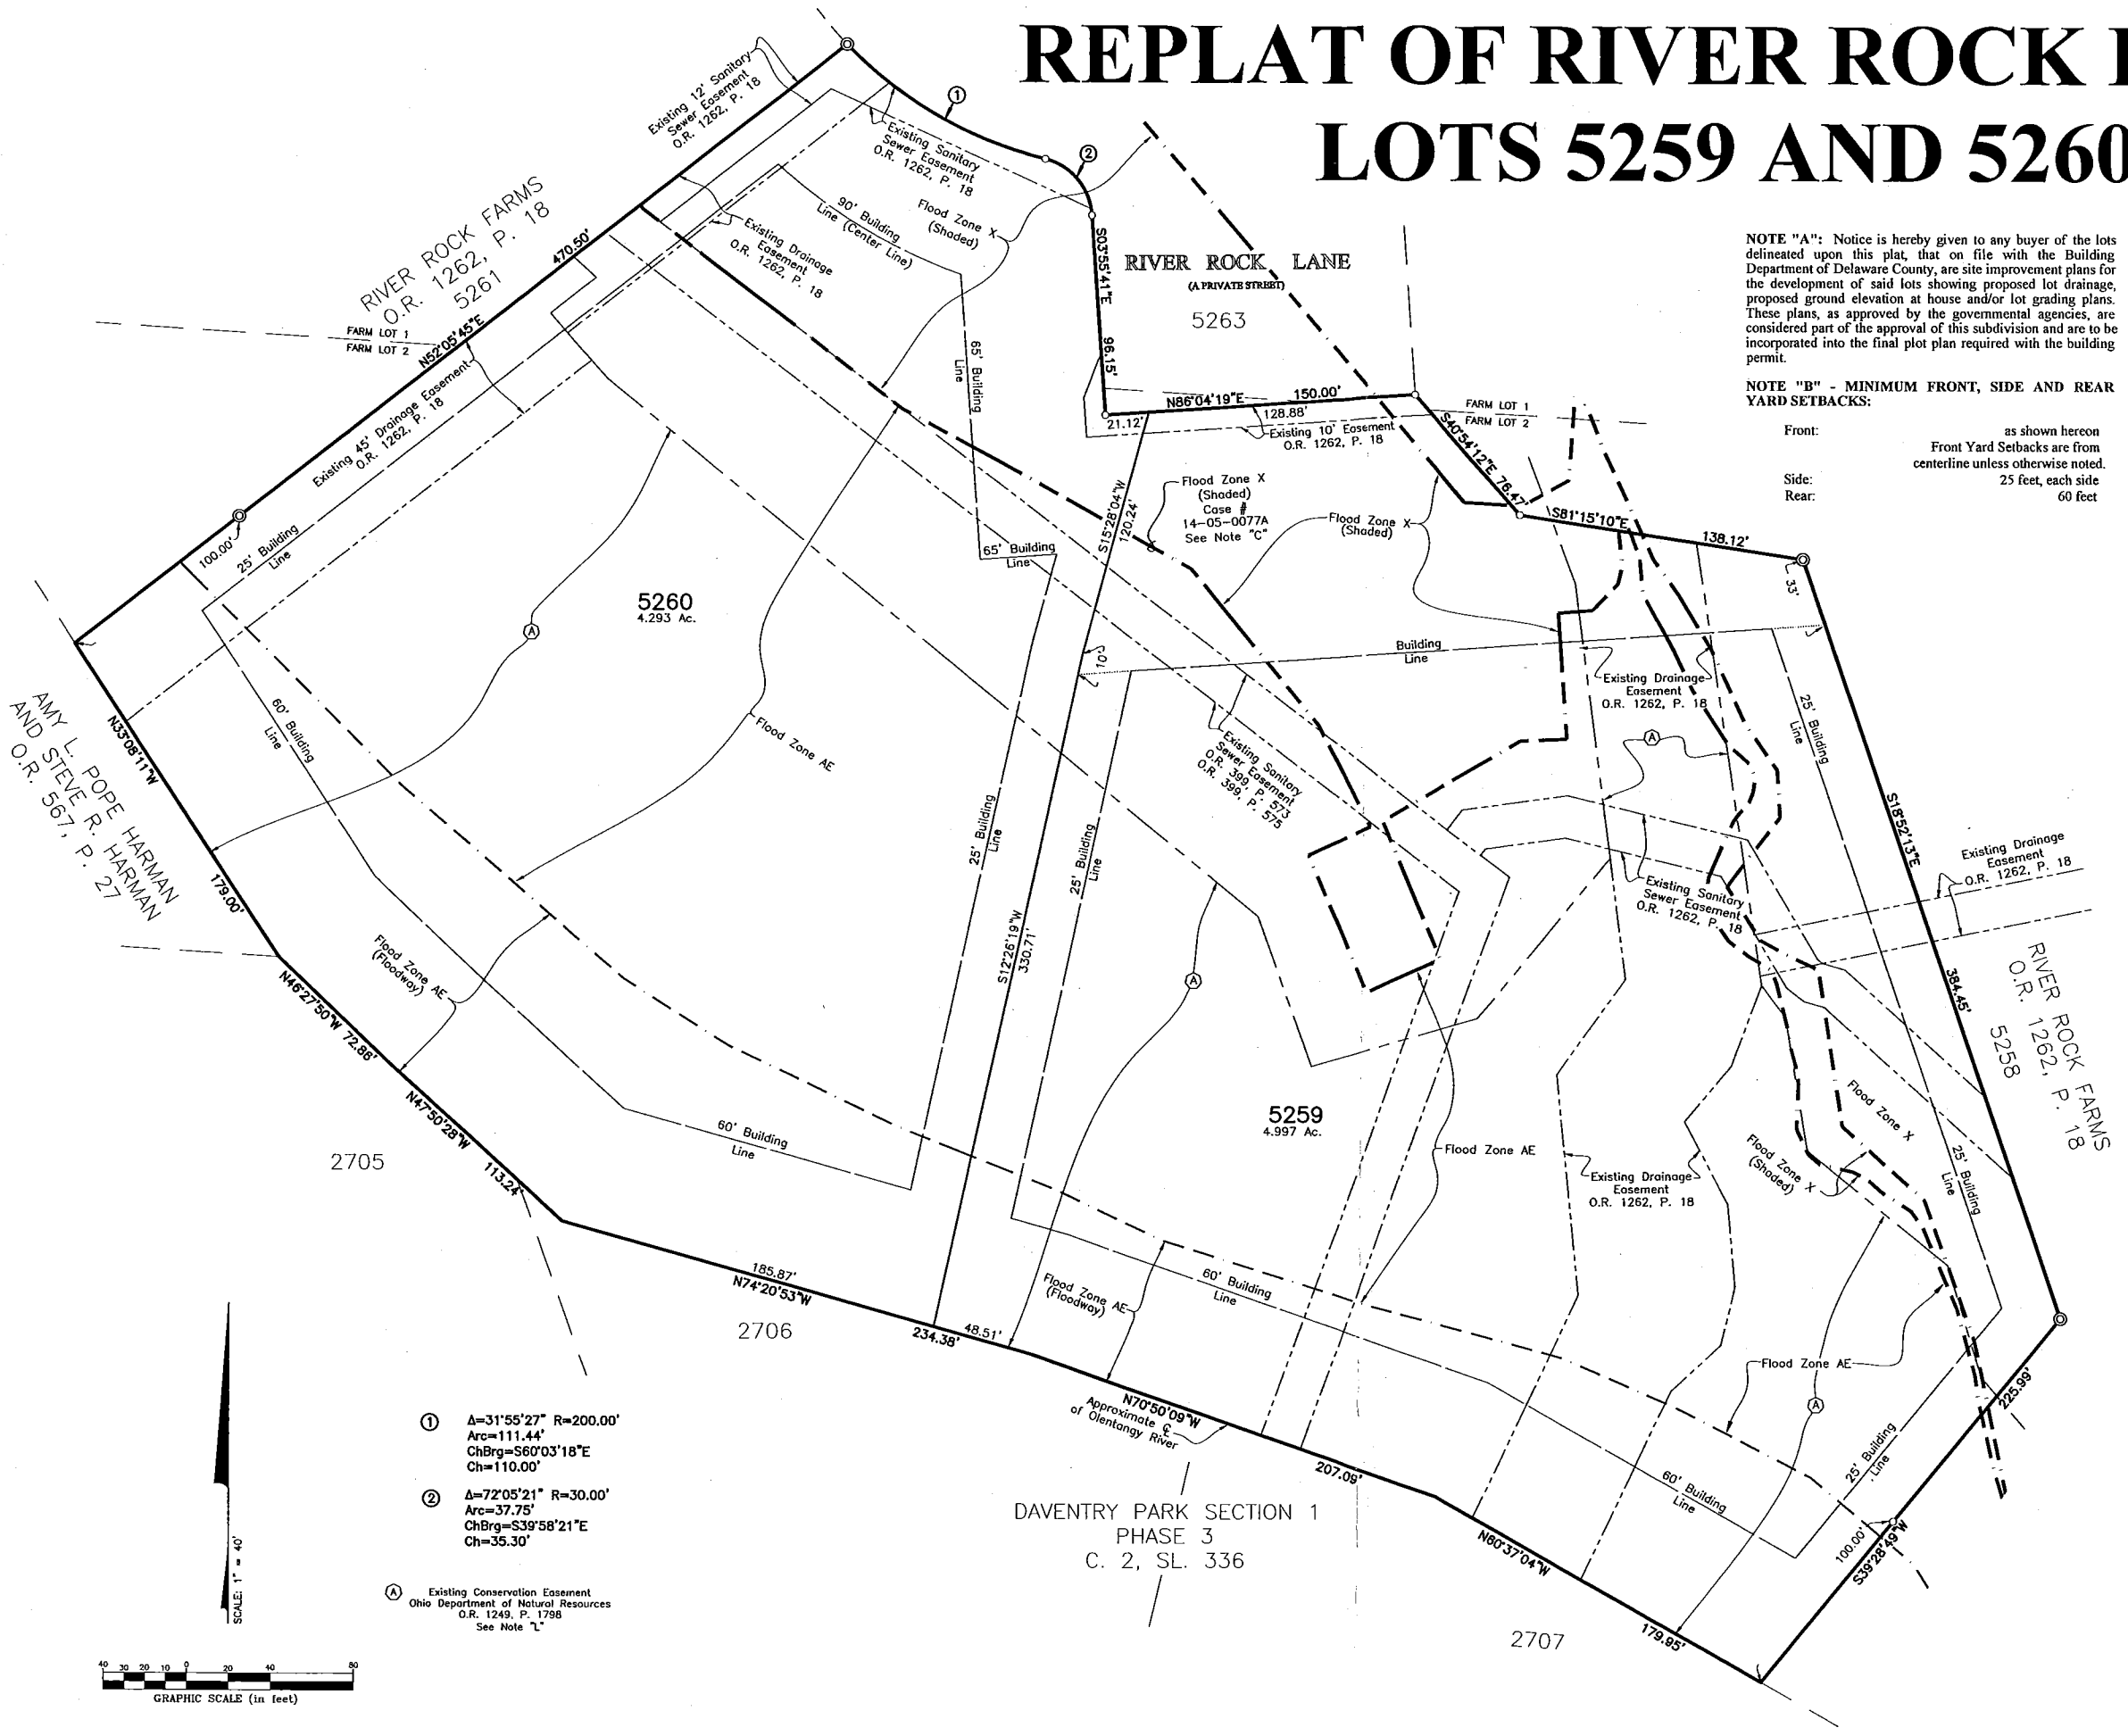 REPLAT OF RIVER ROCK
LOTS 5259 AND 5260
NOTE "A": Notice is hereby given to any buyer of the lots
delineated upon this plat, that on file with the Building
Department of Delaware County, are site improvement plans for
the development of said lots showing proposed lot drainage,
proposed ground elevation at house and/or lot grading plans.
These plans, as approved by the governmental agencies, are
considered part of the approval of this subdivision and are to be
incorporated into the final plot plan required with the building
permit.
NOTE "B" - MINIMUM FRONT, SIDE AND REAR
YARD SETBACKS:
Front: as shown hereon
Front Yard Setbacks are from
centerline unless otherwise noted.
Side: 25 feet, each side
Rear: 60 feet
Existing 12' Sanitary
Sewer Easement
O.R. 1262, P. 18
1
2
Existing Sanitary
Sewer Easement
O.R. 1262, P. 18
Flood Zone X
(Shaded)
90' Building
Line (Center Line)
Existing Drainage
Easement
O.R. 1262, P. 18
RIVER ROCK FARMS
O.R. 1262, P. 18
5261
470.50'
N52°05'45"E
FARM LOT 1
FARM LOT 2
Existing 45' Drainage Easement
O.R. 1262, P. 18
S03°55'41"E
96.15'
RIVER ROCK LANE
(A PRIVATE STREET)
5263
65' Building
Line
N86°04'19"E
150.00'
21.12'
128.88'
Existing 10' Easement
O.R. 1262, P. 18
FARM LOT 1
FARM LOT 2
S40°54'12"E 76.47'
S81°15'10"E
138.12'
33'
Flood Zone X
(Shaded)
Case #
14-05-0077A
See Note "C"
Flood Zone X
(Shaded)
S15°28'04"W
120.24'
65' Building
Line
100.00'
25' Building
Line
5260
4.293 Ac.
A
10'
Building
Line
Existing Drainage
Easement
O.R. 1262, P. 18
A
25' Building
Line
60' Building
Line
Flood Zone AE
Existing Sanitary
Sewer Easement
O.R. 399, P. 573
O.R. 399, P. 575
N33°08'11"W
179.00'
AMY L. POPE HARMAN
AND STEVE R. HARMAN
O.R. 567, P. 27
25' Building
Line
25' Building
Line
S18°52'13"E
384.45'
Existing Drainage
Easement
O.R. 1262, P. 18
Existing Sanitary
Sewer Easement
O.R. 1262, P. 18
Flood Zone AE
(Floodway)
S12°26'19"W
330.71'
A
RIVER ROCK FARMS
O.R. 1262, P. 18
5258
N46°27'50"W 72.86'
N47°50'28"W
113.24'
60' Building
Line
5259
4.997 Ac.
Flood Zone AE
Existing Drainage
Easement
O.R. 1262, P. 18
Flood Zone X
Flood Zone X
(Shaded)
25' Building
Line
2705
185.87'
N74°20'53"W
234.38'
48.51'
2706
Flood Zone AE
(Floodway)
60' Building
Line
Flood Zone AE
A
225.99'
N70°50'09"W
Approximate ℄
of Olentangy River
207.09'
25' Building
Line
60' Building
Line
100.00'
S39°28'49"W
N60°37'04"W
179.95'
2707
DAVENTRY PARK SECTION 1
PHASE 3
C. 2, SL. 336
1 Δ=31°55'27" R=200.00'
Arc=111.44'
ChBrg=S60°03'18"E
Ch=110.00'
2 Δ=72°05'21" R=30.00'
Arc=37.75'
ChBrg=S39°58'21"E
Ch=35.30'
A Existing Conservation Easement
Ohio Department of Natural Resources
O.R. 1249, P. 1798
See Note "L"
SCALE: 1" = 40'
40 30 20 10 0 20 40 80
GRAPHIC SCALE (in feet)